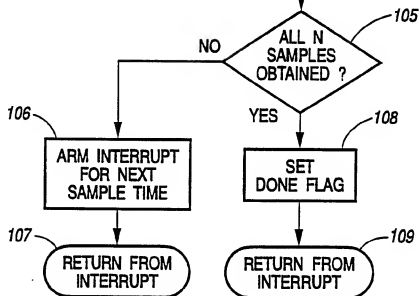 105
ALL N
SAMPLES
OBTAINED ?
NO
YES
106
ARM INTERRUPT
FOR NEXT
SAMPLE TIME
108
SET
DONE FLAG
107
RETURN FROM
INTERRUPT
109
RETURN FROM
INTERRUPT